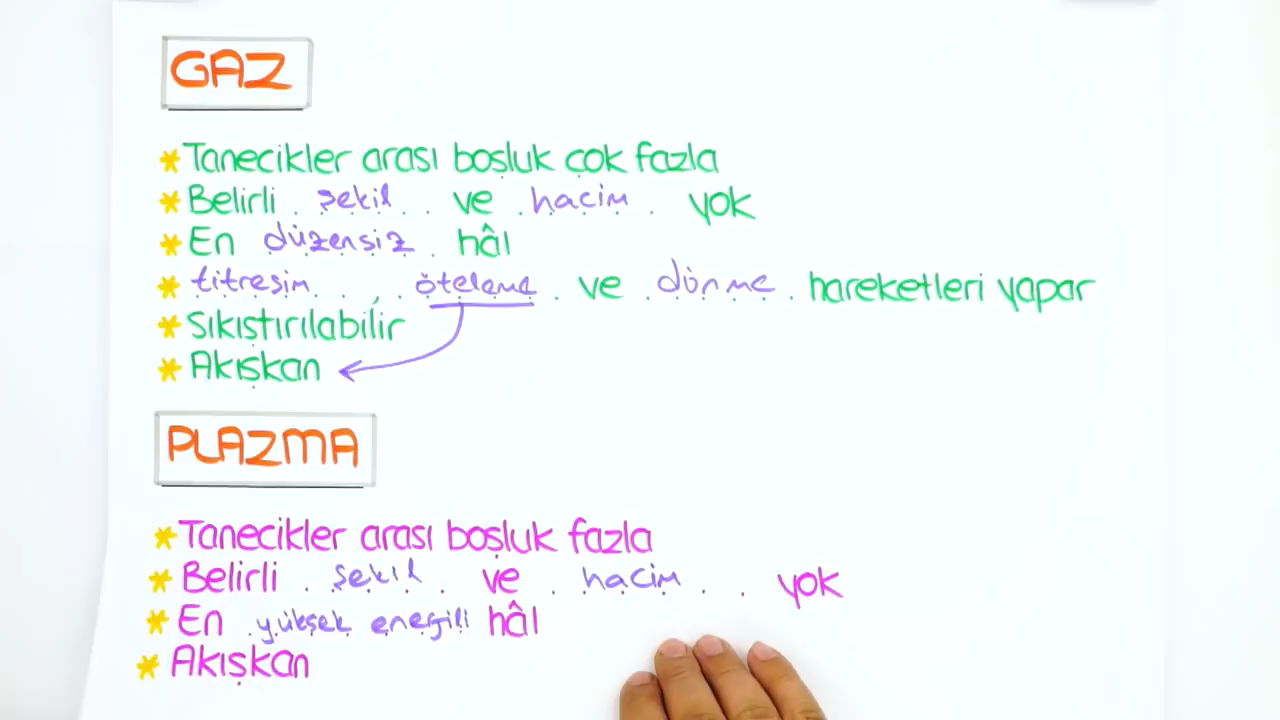 GAZ
* Tanecikler arası boşluk çok fazla
* Belirli şekil ve hacim yok
* En düzensiz hâl
* titreşim öteleme ve dönme hareketleri yapar
* Sıkıştırılabilir
* Akışkan
PLAZMA
* Tanecikler arası boşluk fazla
* Belirli şekil ve hacim yok
* En yüksek enerjili hâl
* Akışkan